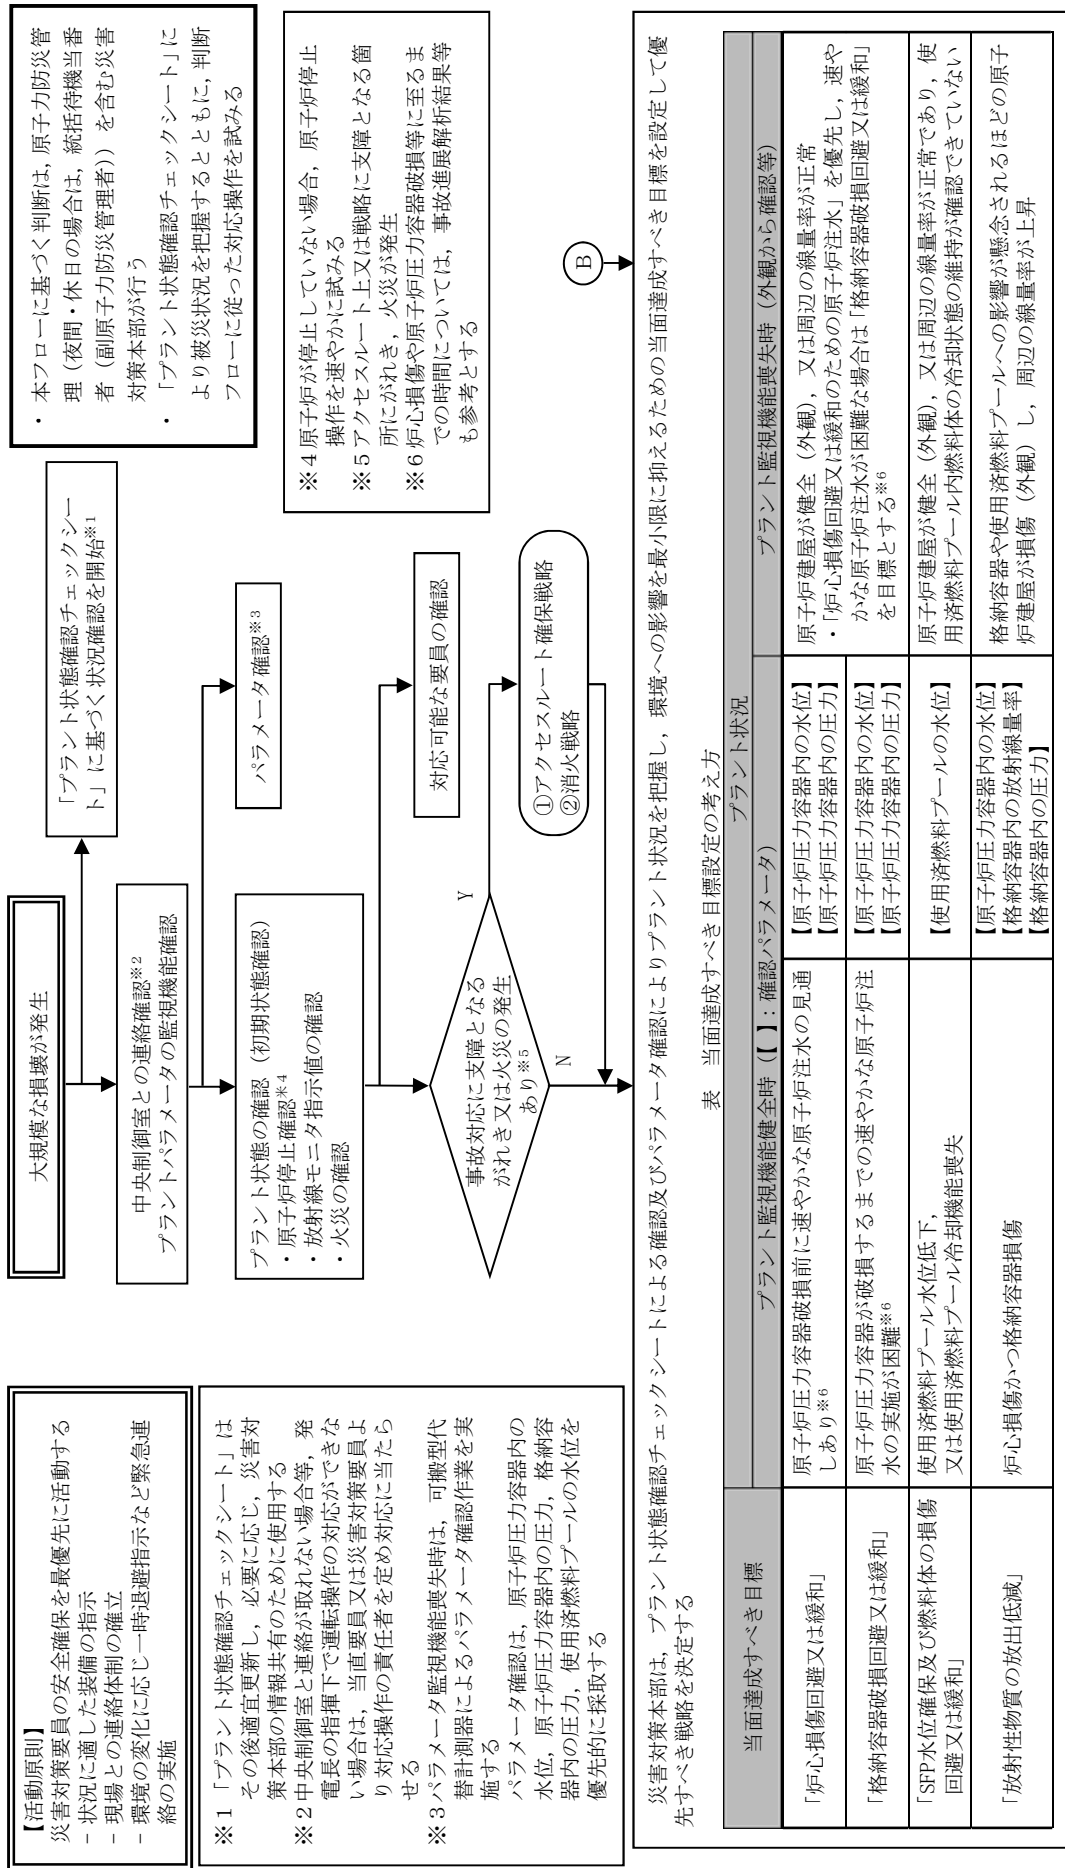 【活動原則】
災害対策要員の安全確保を最優先に活動する
- 状況に適した装備の指示
- 現場との連絡体制の確立
- 環境の変化に応じ一時退避指示など緊急連
絡の実施
※1 「プラント状態確認チェックシート」は
その後適宜更新し，必要に応じ，災害対
策本部の情報共有のために使用する
※2 中央制御室と連絡が取れない場合等，発
電長の指揮下で運転操作の対応ができな
い場合は，当直要員又は災害対策要員よ
り対応操作の責任者を定め対応に当たら
せる
※3 パラメータ監視機能喪失時は，可搬型代
替計測器によるパラメータ確認作業を実
施する
パラメータ確認は，原子炉圧力容器内の
水位，原子炉圧力容器内の圧力，格納容
器内の圧力，使用済燃料プールの水位を
優先的に採取する
大規模な損壊が発生
「プラント状態確認チェックシー
ト」に基づく状況確認を開始※1
中央制御室との連絡確認※2
プラントパラメータの監視機能確認
パラメータ確認※3
プラント状態の確認（初期状態確認）
・原子炉停止確認※4
・放射線モニタ指示値の確認
・火災の確認
対応可能な要員の確認
事故対応に支障となる
がれき又は火災の発生
あり※5
Y
N
①アクセスルート確保戦略
②消火戦略
・ 本フローに基づく判断は，原子力防災管
理（夜間・休日の場合は，統括待機当番
者（副原子力防災管理者））を含む災害
対策本部が行う
・ 「プラント状態確認チェックシート」に
より被災状況を把握するとともに，判断
フローに従った対応操作を試みる
※4 原子炉が停止していない場合，原子炉停止
操作を速やかに試みる
※5 アクセスルート上又は戦略に支障となる箇
所にがれき，火災が発生
※6 炉心損傷や原子炉圧力容器破損等に至るま
での時間については，事故進展解析結果等
も参考とする
B
災害対策本部は，プラント状態確認チェックシートによる確認及びパラメータ確認によりプラント状況を把握し，環境への影響を最小限に抑えるための当面達成すべき目標を設定して優
先すべき戦略を決定する
表 当面達成すべき目標設定の考え方
当面達成すべき目標
プラント状況
プラント監視機能健全時（【 】：確認パラメータ）
プラント監視機能喪失時（外観から確認等）
「炉心損傷回避又は緩和」
原子炉圧力容器破損前に速やかな原子炉注水の見通
しあり※6
【原子炉圧力容器内の水位】
【原子炉圧力容器内の圧力】
原子炉建屋が健全（外観），又は周辺の線量率が正常
・「炉心損傷回避又は緩和のための原子炉注水」を優先し，速や
かな原子炉注水が困難な場合は「格納容器破損回避又は緩和」
を目標とする※6
「格納容器破損回避又は緩和」
原子炉圧力容器が破損するまでの速やかな原子炉注
水の実施が困難※6
【原子炉圧力容器内の水位】
【原子炉圧力容器内の圧力】
「SFP水位確保及び燃料体の損傷
回避又は緩和」
使用済燃料プール水位低下，
又は使用済燃料プール冷却機能喪失
【使用済燃料プールの水位】
原子炉建屋が健全（外観），又は周辺の線量率が正常であり，使
用済燃料プール内燃料体の冷却状態の維持が確認できていない
「放射性物質の放出低減」
炉心損傷かつ格納容器損傷
【原子炉圧力容器内の水位】
【格納容器内の放射線量率】
【格納容器内の圧力】
格納容器や使用済燃料プールへの影響が懸念されるほどの原子
炉建屋が損傷（外観）し，周辺の線量率が上昇